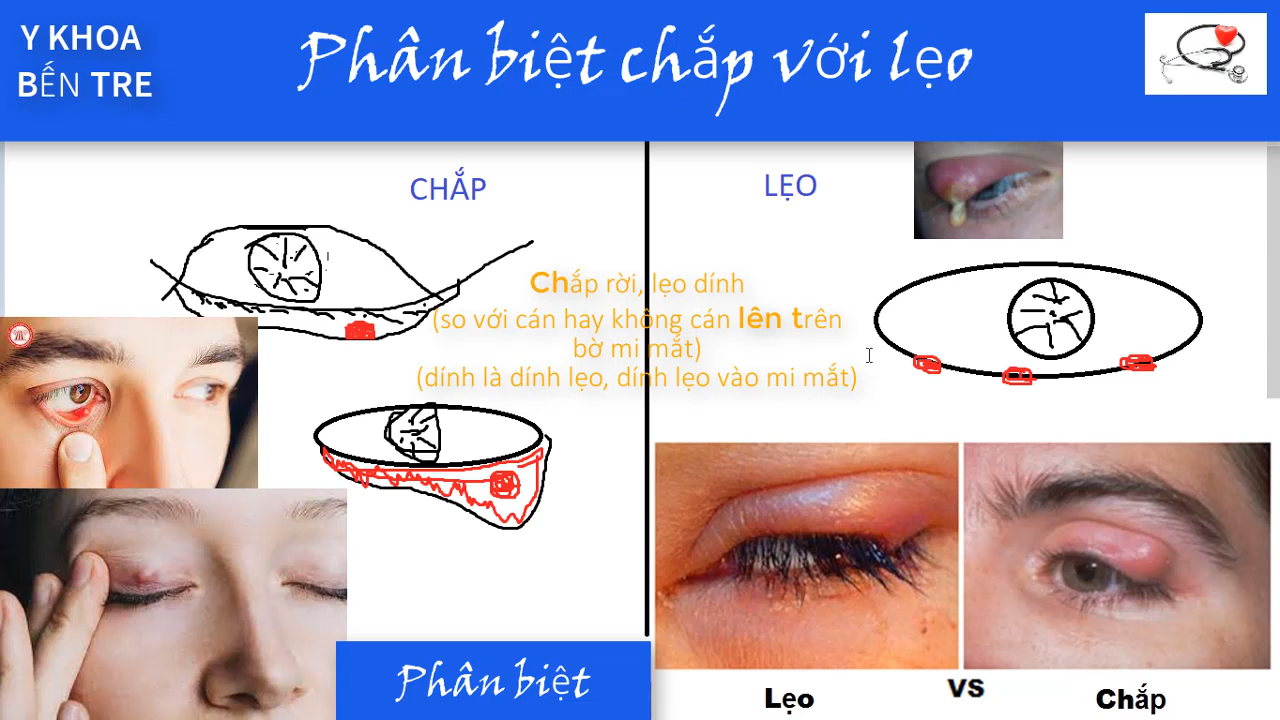 Y KHOA
BẾN TRE
Phân biệt chắp với lẹo
CHẮP
LẸO
Chắp rời, lẹo dính
(so với cán hay không cán lên trên
bờ mi mắt)
(dính là dính lẹo, dính lẹo vào mi mắt)
Phân biệt
Lẹo
VS
Chắp